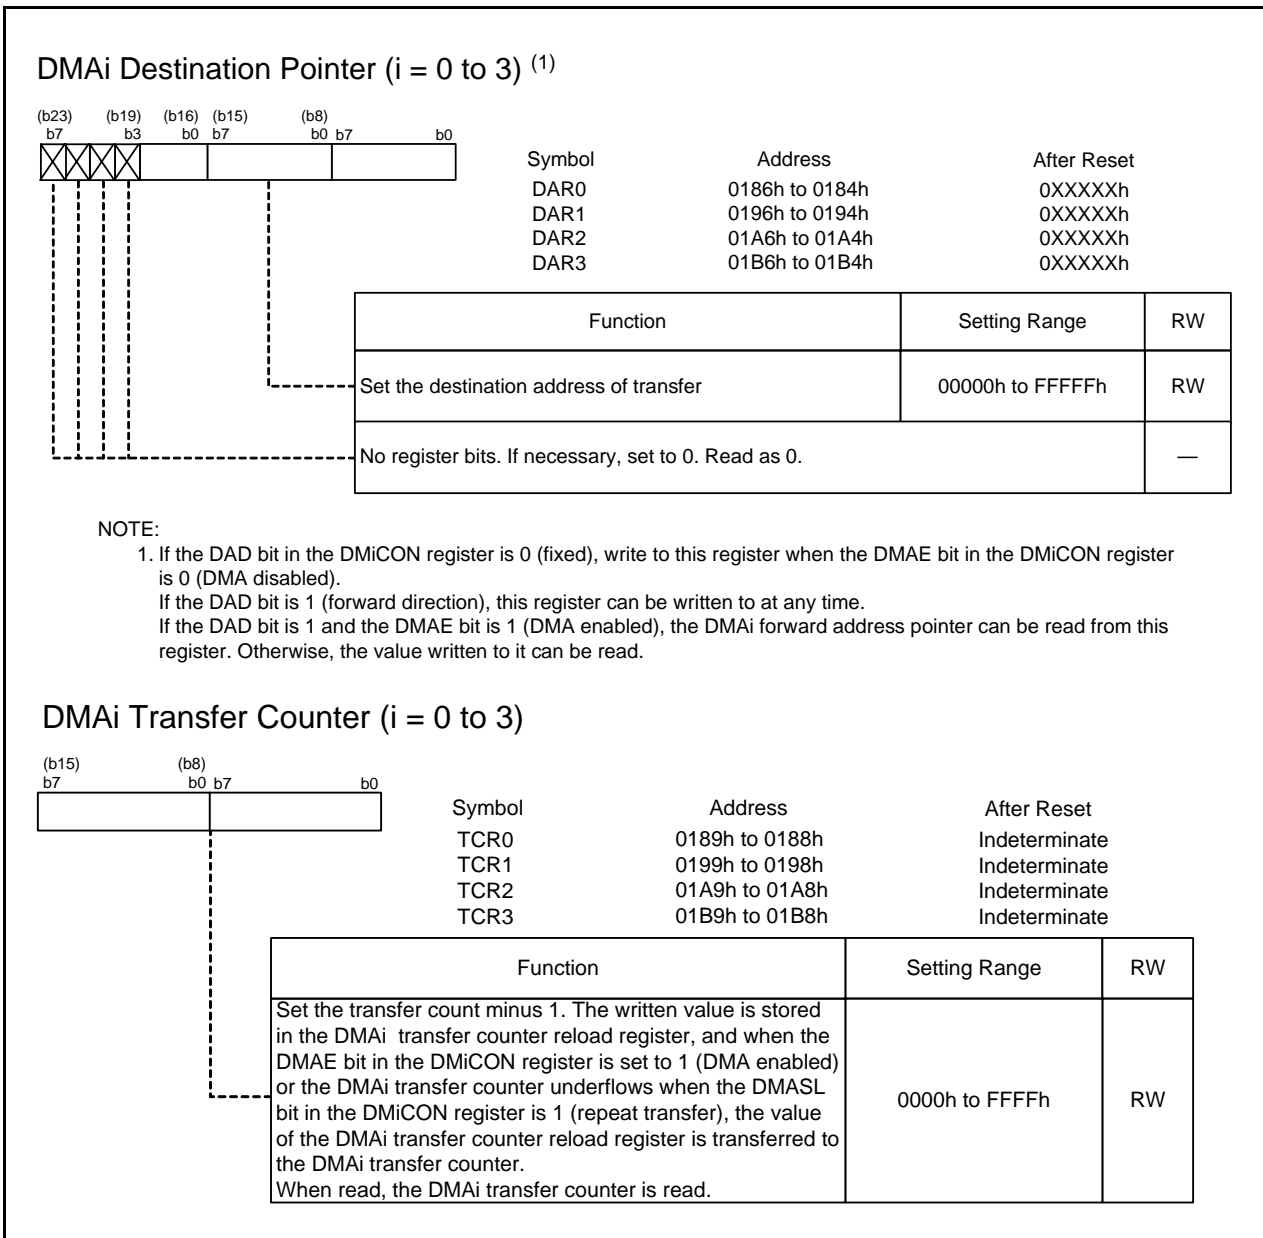 DMAi Destination Pointer (i = 0 to 3) (1)
(b23) (b19) (b16) (b15) (b8)
b7 b3 b0 b7 b0 b7 b0
Symbol Address After Reset
DAR0 0186h to 0184h 0XXXXXh
DAR1 0196h to 0194h 0XXXXXh
DAR2 01A6h to 01A4h 0XXXXXh
DAR3 01B6h to 01B4h 0XXXXXh
Function Setting Range RW
Set the destination address of transfer 00000h to FFFFFh RW
No register bits. If necessary, set to 0. Read as 0. —
NOTE:
1. If the DAD bit in the DMiCON register is 0 (fixed), write to this register when the DMAE bit in the DMiCON register
is 0 (DMA disabled).
If the DAD bit is 1 (forward direction), this register can be written to at any time.
If the DAD bit is 1 and the DMAE bit is 1 (DMA enabled), the DMAi forward address pointer can be read from this
register. Otherwise, the value written to it can be read.
DMAi Transfer Counter (i = 0 to 3)
(b15) (b8)
b7 b0 b7 b0
Symbol Address After Reset
TCR0 0189h to 0188h Indeterminate
TCR1 0199h to 0198h Indeterminate
TCR2 01A9h to 01A8h Indeterminate
TCR3 01B9h to 01B8h Indeterminate
Function Setting Range RW
Set the transfer count minus 1. The written value is stored
in the DMAi transfer counter reload register, and when the
DMAE bit in the DMiCON register is set to 1 (DMA enabled)
or the DMAi transfer counter underflows when the DMASL
bit in the DMiCON register is 1 (repeat transfer), the value
of the DMAi transfer counter reload register is transferred to
the DMAi transfer counter.
When read, the DMAi transfer counter is read.
0000h to FFFFh RW